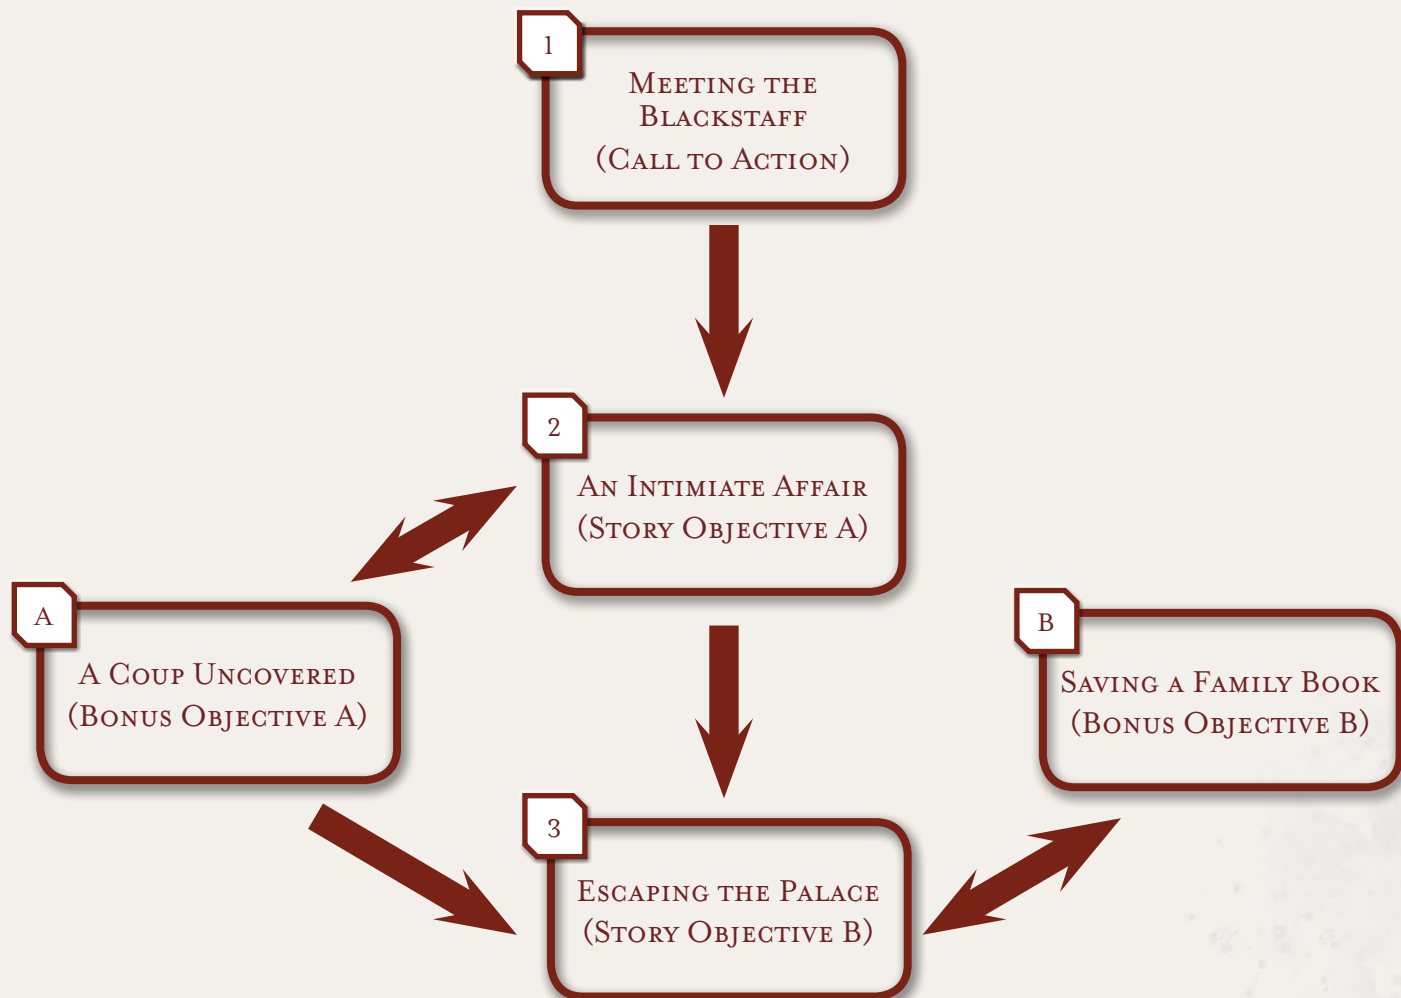 1
Meeting the
Blackstaff
(Call to Action)
2
An Intimiate Affair
(Story Objective A)
A
A Coup Uncovered
(Bonus Objective A)
B
Saving a Family Book
(Bonus Objective B)
3
Escaping the Palace
(Story Objective B)